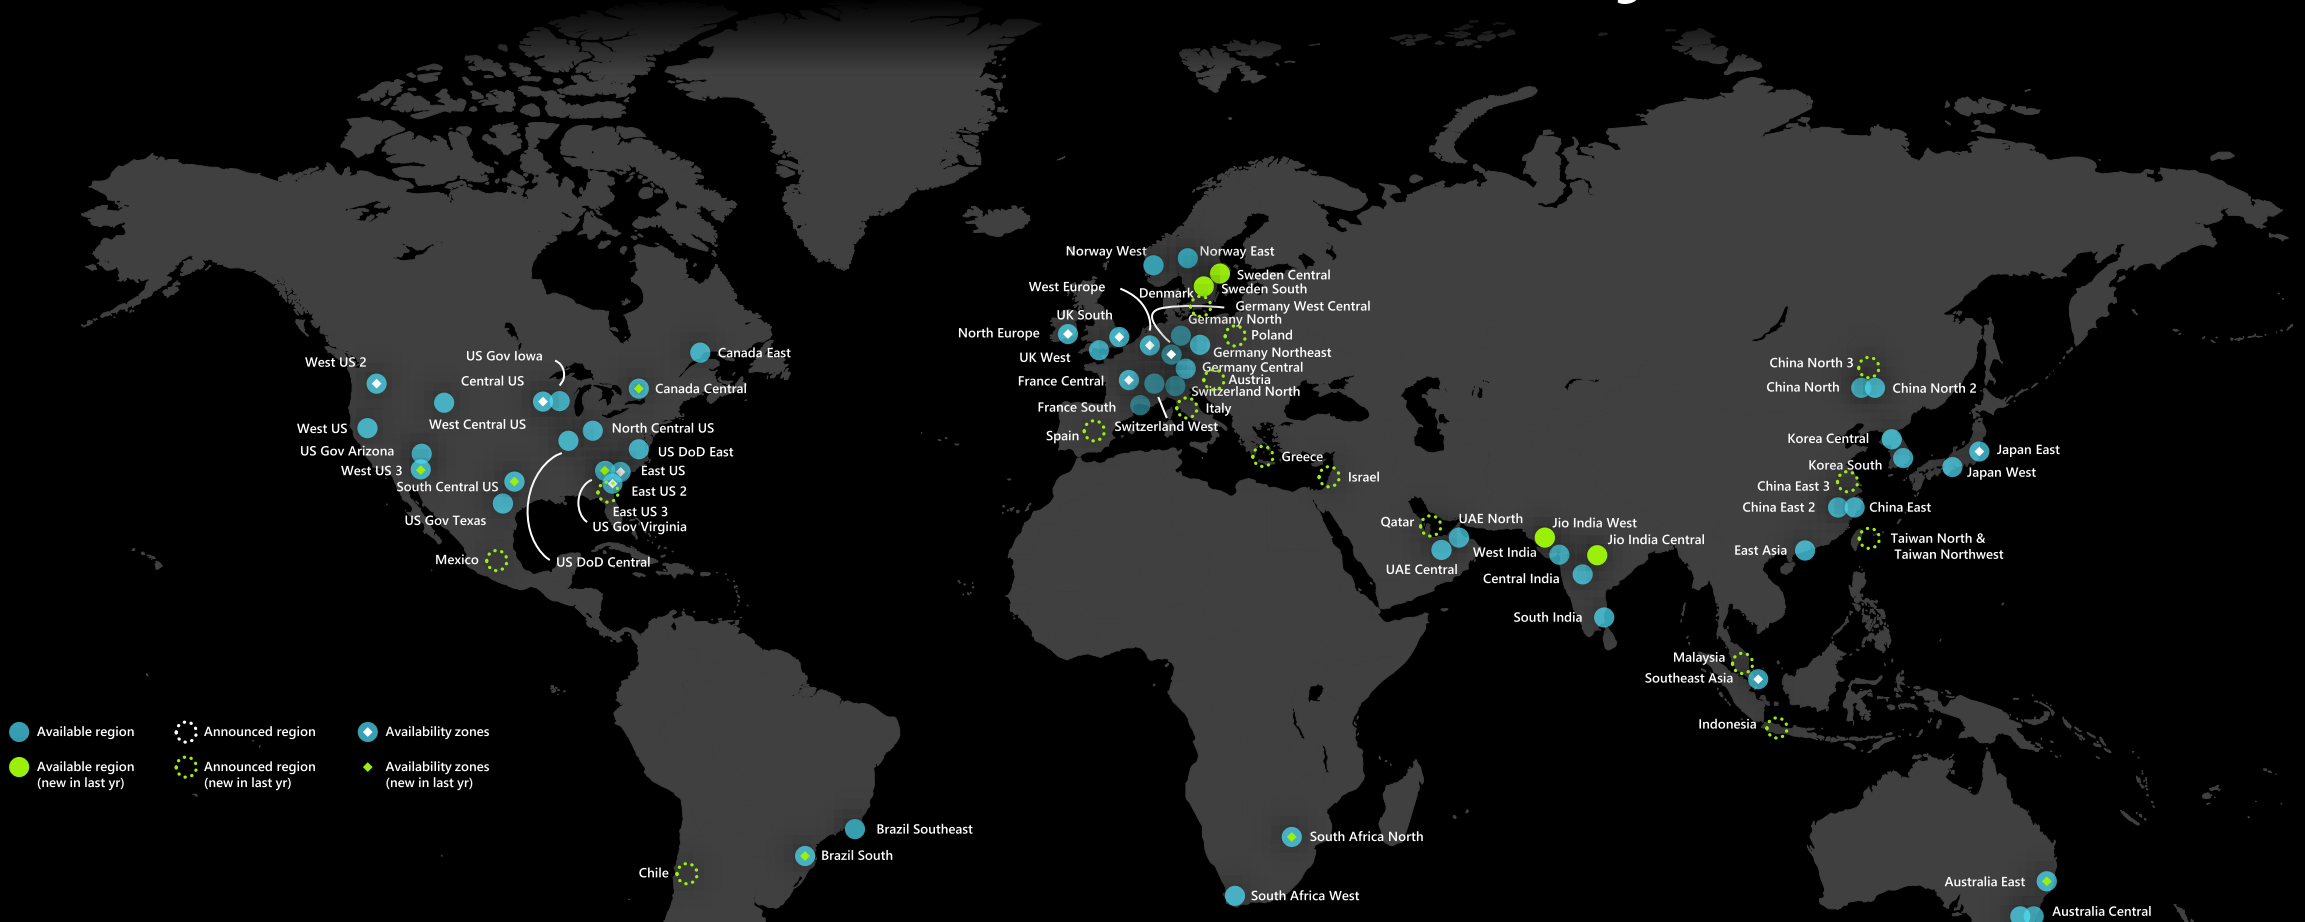 Norway West
Norway East
Sweden Central
West Europe
Denmark
Sweden South
Germany West Central
UK South
Germany North
North Europe
Poland
UK West
Germany Northeast
Germany Central
France Central
Austria
Switzerland North
France South
Italy
Switzerland West
Spain
Greece
Israel
West US 2
US Gov Iowa
Canada East
Central US
Canada Central
West Central US
West US
North Central US
US Gov Arizona
US DoD East
West US 3
East US
South Central US
East US 2
East US 3
US Gov Texas
US Gov Virginia
Mexico
US DoD Central
China North 3
China North
China North 2
Korea Central
Japan East
Korea South
Japan West
China East 3
China East 2
China East
Taiwan North &
Taiwan Northwest
East Asia
Qatar
UAE North
Jio India West
Jio India Central
West India
UAE Central
Central India
South India
Malaysia
Southeast Asia
Indonesia
Available region
Announced region
Availability zones
Available region
(new in last yr)
Announced region
(new in last yr)
Availability zones
(new in last yr)
Brazil Southeast
Brazil South
Chile
South Africa North
South Africa West
Australia East
Australia Central